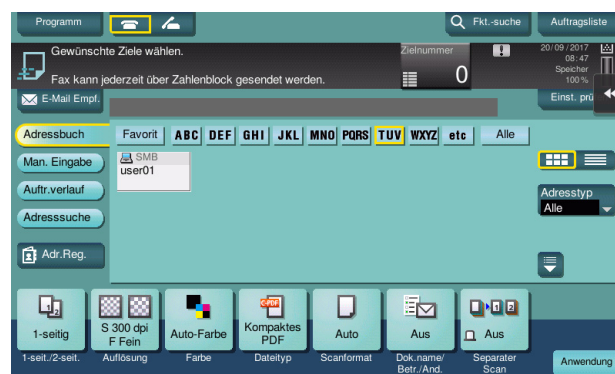 Programm
Fkt.-suche
Auftragsliste
Gewünschte Ziele wählen.
Fax kann jederzeit über Zahlenblock gesendet werden.
Zielnummer
0
20/09/2017
08:47
Speicher
100%
E-Mail Empf.
Einst. prü
Adressbuch
Favorit ABC DEF GHI JKL MNO PQRS TUV WXYZ etc Alle
Man. Eingabe
SMB
user01
Auftr.verlauf
Adresstyp
Alle
Adresssuche
Adr.Reg.
1-seitig
S 300 dpi
F Fein
Auto-Farbe
Kompaktes
PDF
Auto
Aus
Aus
1-seit./2-seit.
Auflösung
Farbe
Dateityp
Scanformat
Dok.name/
Betr./And.
Separater
Scan
Anwendung